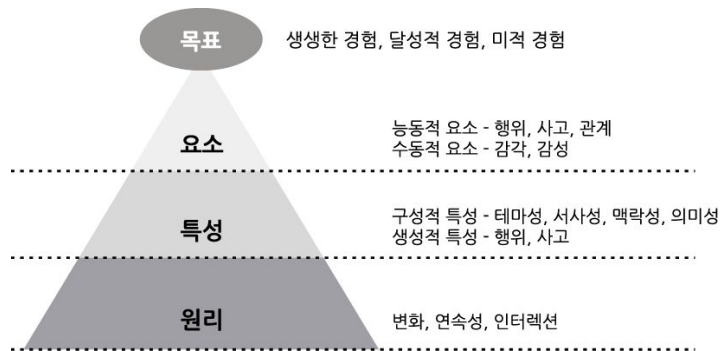 목표
생생한 경험, 달성적 경험, 미적 경험
요소
능동적 요소 - 행위, 사고, 관계
수동적 요소 - 감각, 감성
특성
구성적 특성 - 테마성, 서사성, 맥락성, 의미성
생성적 특성 - 행위, 사고
원리
변화, 연속성, 인터렉션